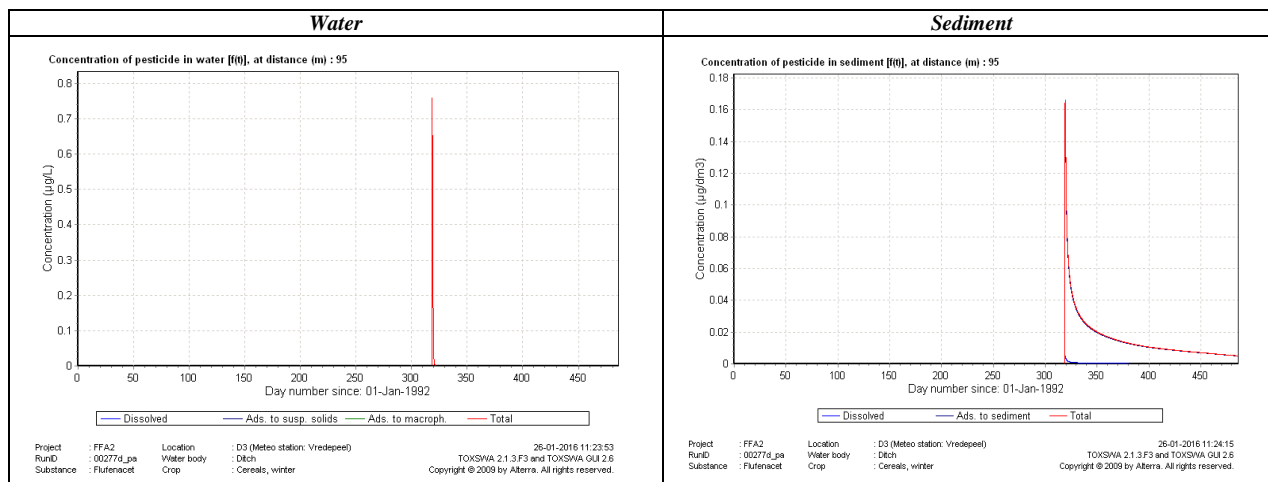 Water
Sediment
Concentration of pesticide in water [f(t)], at distance (m) : 95
0.8
0.7
0.6
0.5
0.4
0.3
0.2
0.1
0
Concentration (µg/L)
0 50 100 150 200 250 300 350 400 450
Day number since: 01-Jan-1992
Dissolved Ads. to susp. solids Ads. to macroph. Total
Project : FFA2 Location : D3 (Meteo station: Vredepeel) 26-01-2016 11:23:53
RunID : 00277d_pa Water body : Ditch TOXSWA 2.1.3.F3 and TOXSWA GUI 2.6
Substance : Flufenacet Crop : Cereals, winter Copyright © 2009 by Alterra. All rights reserved.
Concentration of pesticide in sediment [f(t)], at distance (m) : 95
0.18
0.16
0.14
0.12
0.10
0.08
0.06
0.04
0.02
0
Concentration (µg/dm3)
0 50 100 150 200 250 300 350 400 450
Day number since: 01-Jan-1992
Dissolved Ads. to sediment Total
Project : FFA2 Location : D3 (Meteo station: Vredepeel) 26-01-2016 11:24:15
RunID : 00277d_pa Water body : Ditch TOXSWA 2.1.3.F3 and TOXSWA GUI 2.6
Substance : Flufenacet Crop : Cereals, winter Copyright © 2009 by Alterra. All rights reserved.